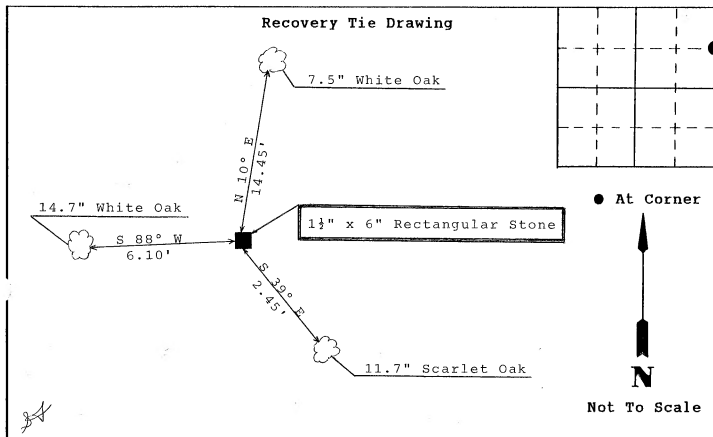 Recovery Tie Drawing
7.5" White Oak
N 10° E
14.45'
14.7" White Oak
● At Corner
1½" x 6" Rectangular Stone
S 88° W
6.10'
S 39° E
2.45'
11.7" Scarlet Oak
N
Not To Scale